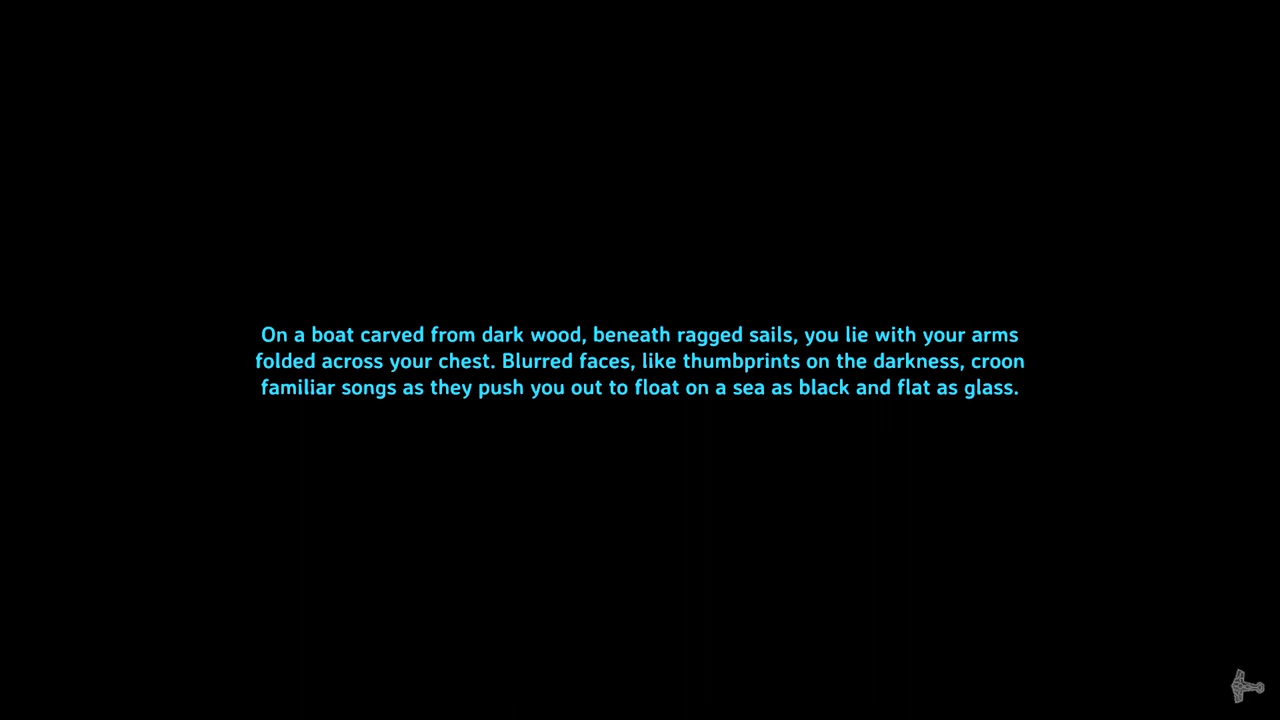 On a boat carved from dark wood, beneath ragged sails, you lie with your arms
folded across your chest. Blurred faces, like thumbprints on the darkness, croon
familiar songs as they push you out to float on a sea as black and flat as glass.